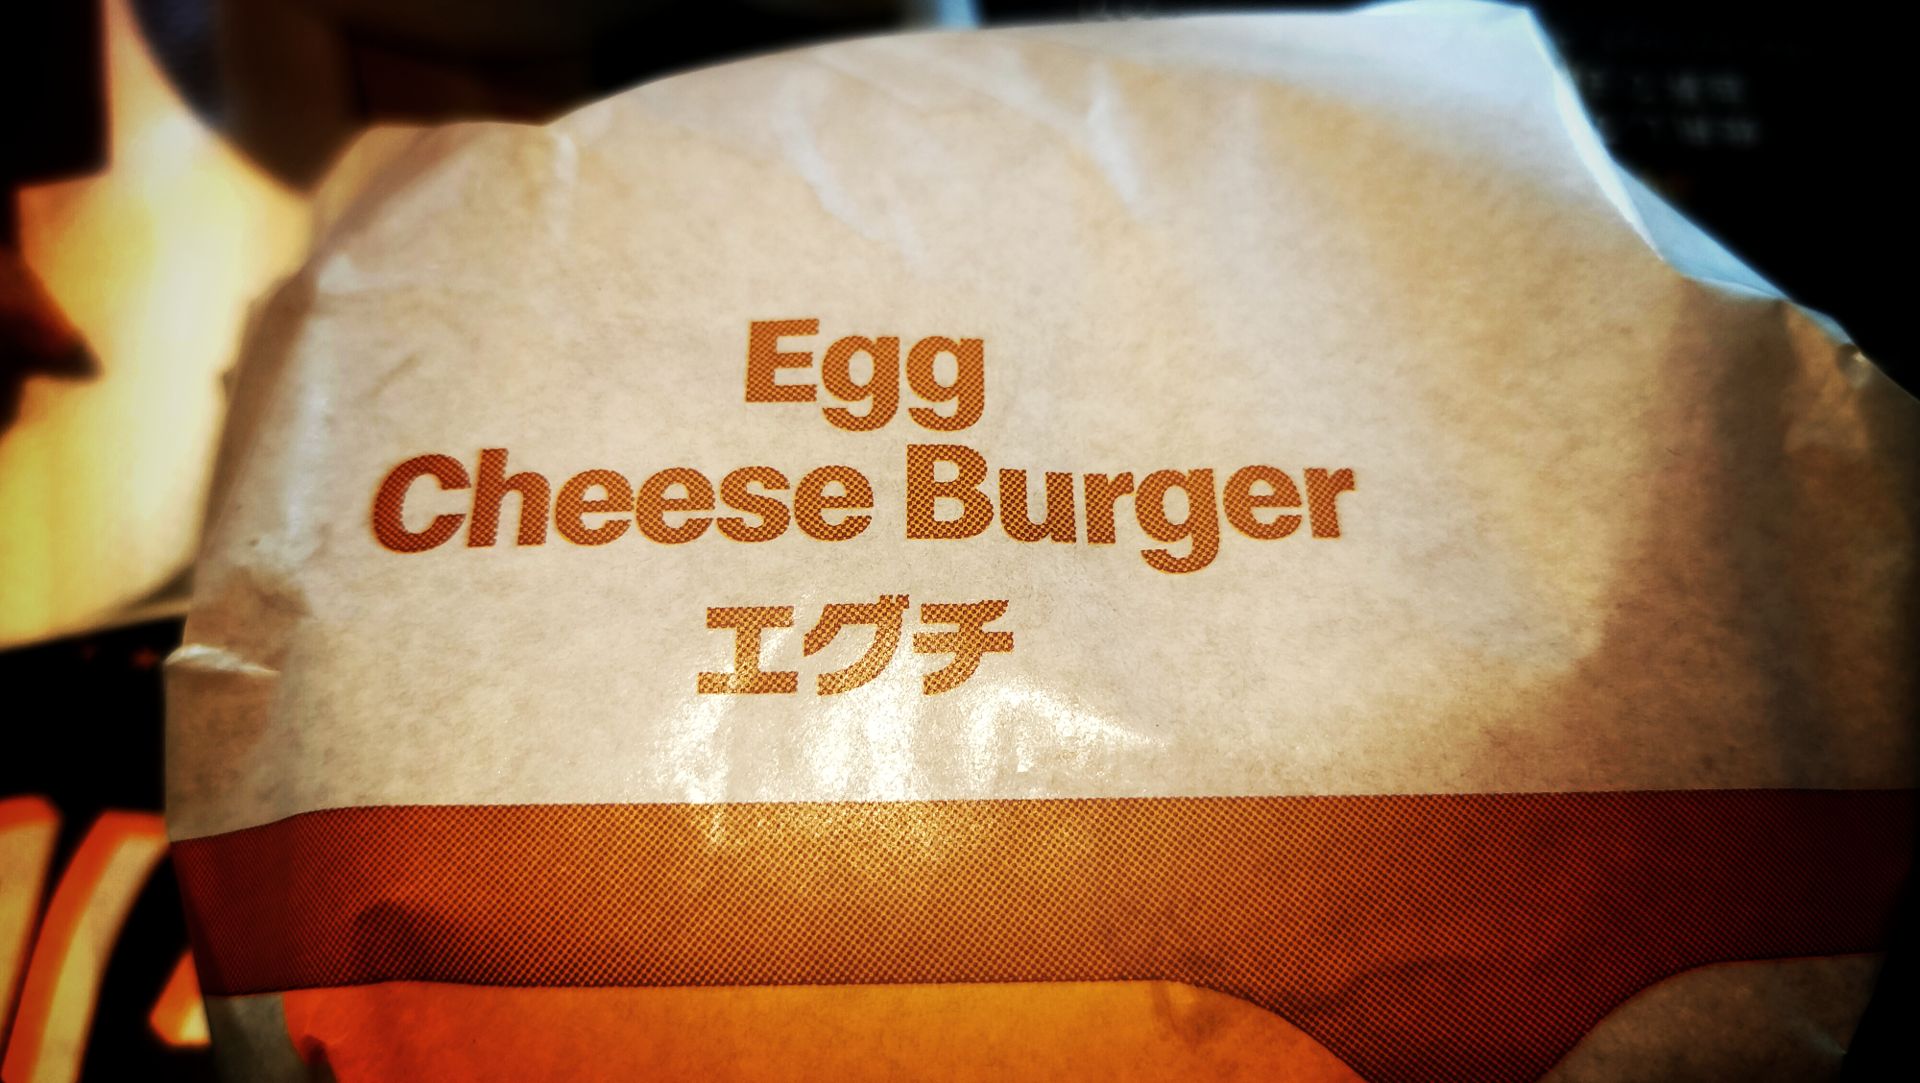 Egg
Cheese Burger
エグチ